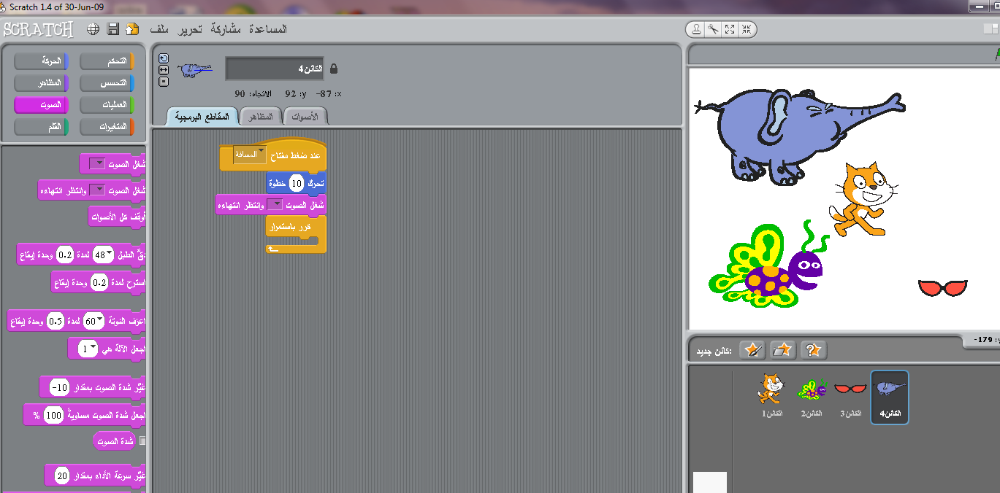 Scratch 1.4 of 30-Jun-09
SCRATCH
ملف تحرير مشاركة المساعدة
الحركة
التحكم
المظاهر
التحسس
الصوت
العمليات
القلم
المتغيرات
الكائن4
x: -87 y: 92 الاتجاه: 90
المقاطع البرمجية
المظاهر
الأصوات
شغل الصوت
شغل الصوت وانتظر انتهاءه
أوقف كل الأصوات
دقّ الطبل 48 لمدة 0.2 وحدة إيقاع
استرح لمدة 0.2 وحدة إيقاع
اعزف النوتة 60 لمدة 0.5 وحدة إيقاع
اجعل الآلة هي 1
غيّر شدة الصوت بمقدار -10
اجعل شدة الصوت مساوية 100 %
شدة الصوت
غيّر سرعة الأداء بمقدار 20
عند ضغط مفتاح المسافة
تحرك 10 خطوة
شغل الصوت وانتظر انتهاءه
كرر باستمرار
y: -179
كائن جديد:
الكائن1
الكائن2
الكائن3
الكائن4